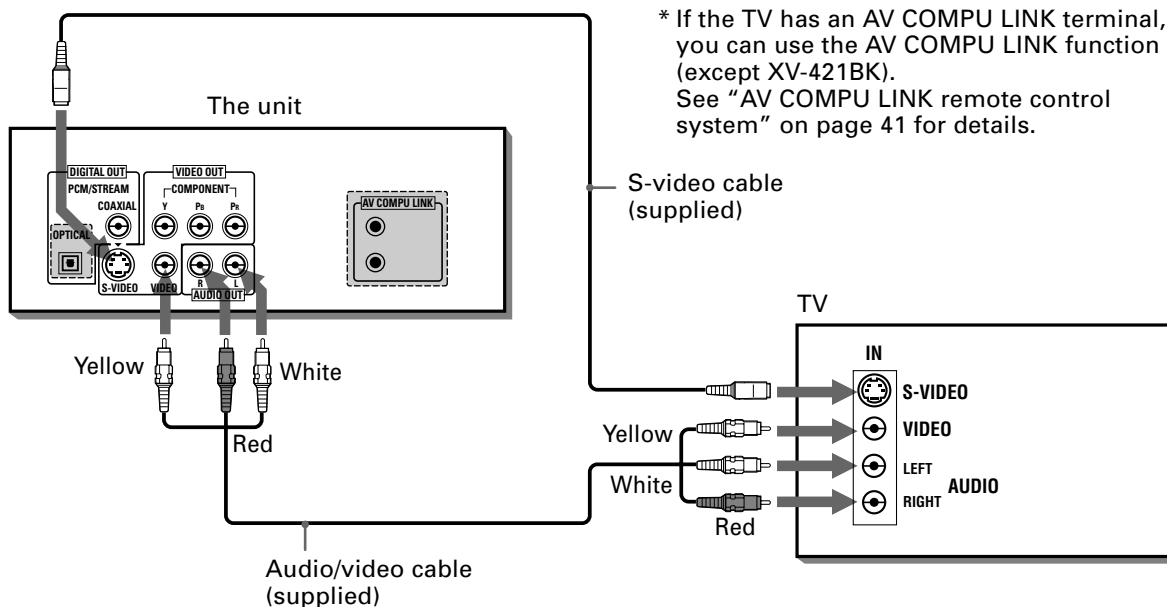 * If the TV has an AV COMPU LINK terminal,
you can use the AV COMPU LINK function
(except XV-421BK).
See “AV COMPU LINK remote control
system” on page 41 for details.
The unit
DIGITAL OUT
PCM/STREAM
COAXIAL
OPTICAL
VIDEO OUT
COMPONENT
Y PB PR
AV COMPU LINK
S-VIDEO VIDEO R L
AUDIO OUT
S-video cable
(supplied)
Yellow
White
Red
TV
IN
S-VIDEO
Yellow
VIDEO
White
LEFT
AUDIO
RIGHT
Red
Audio/video cable
(supplied)